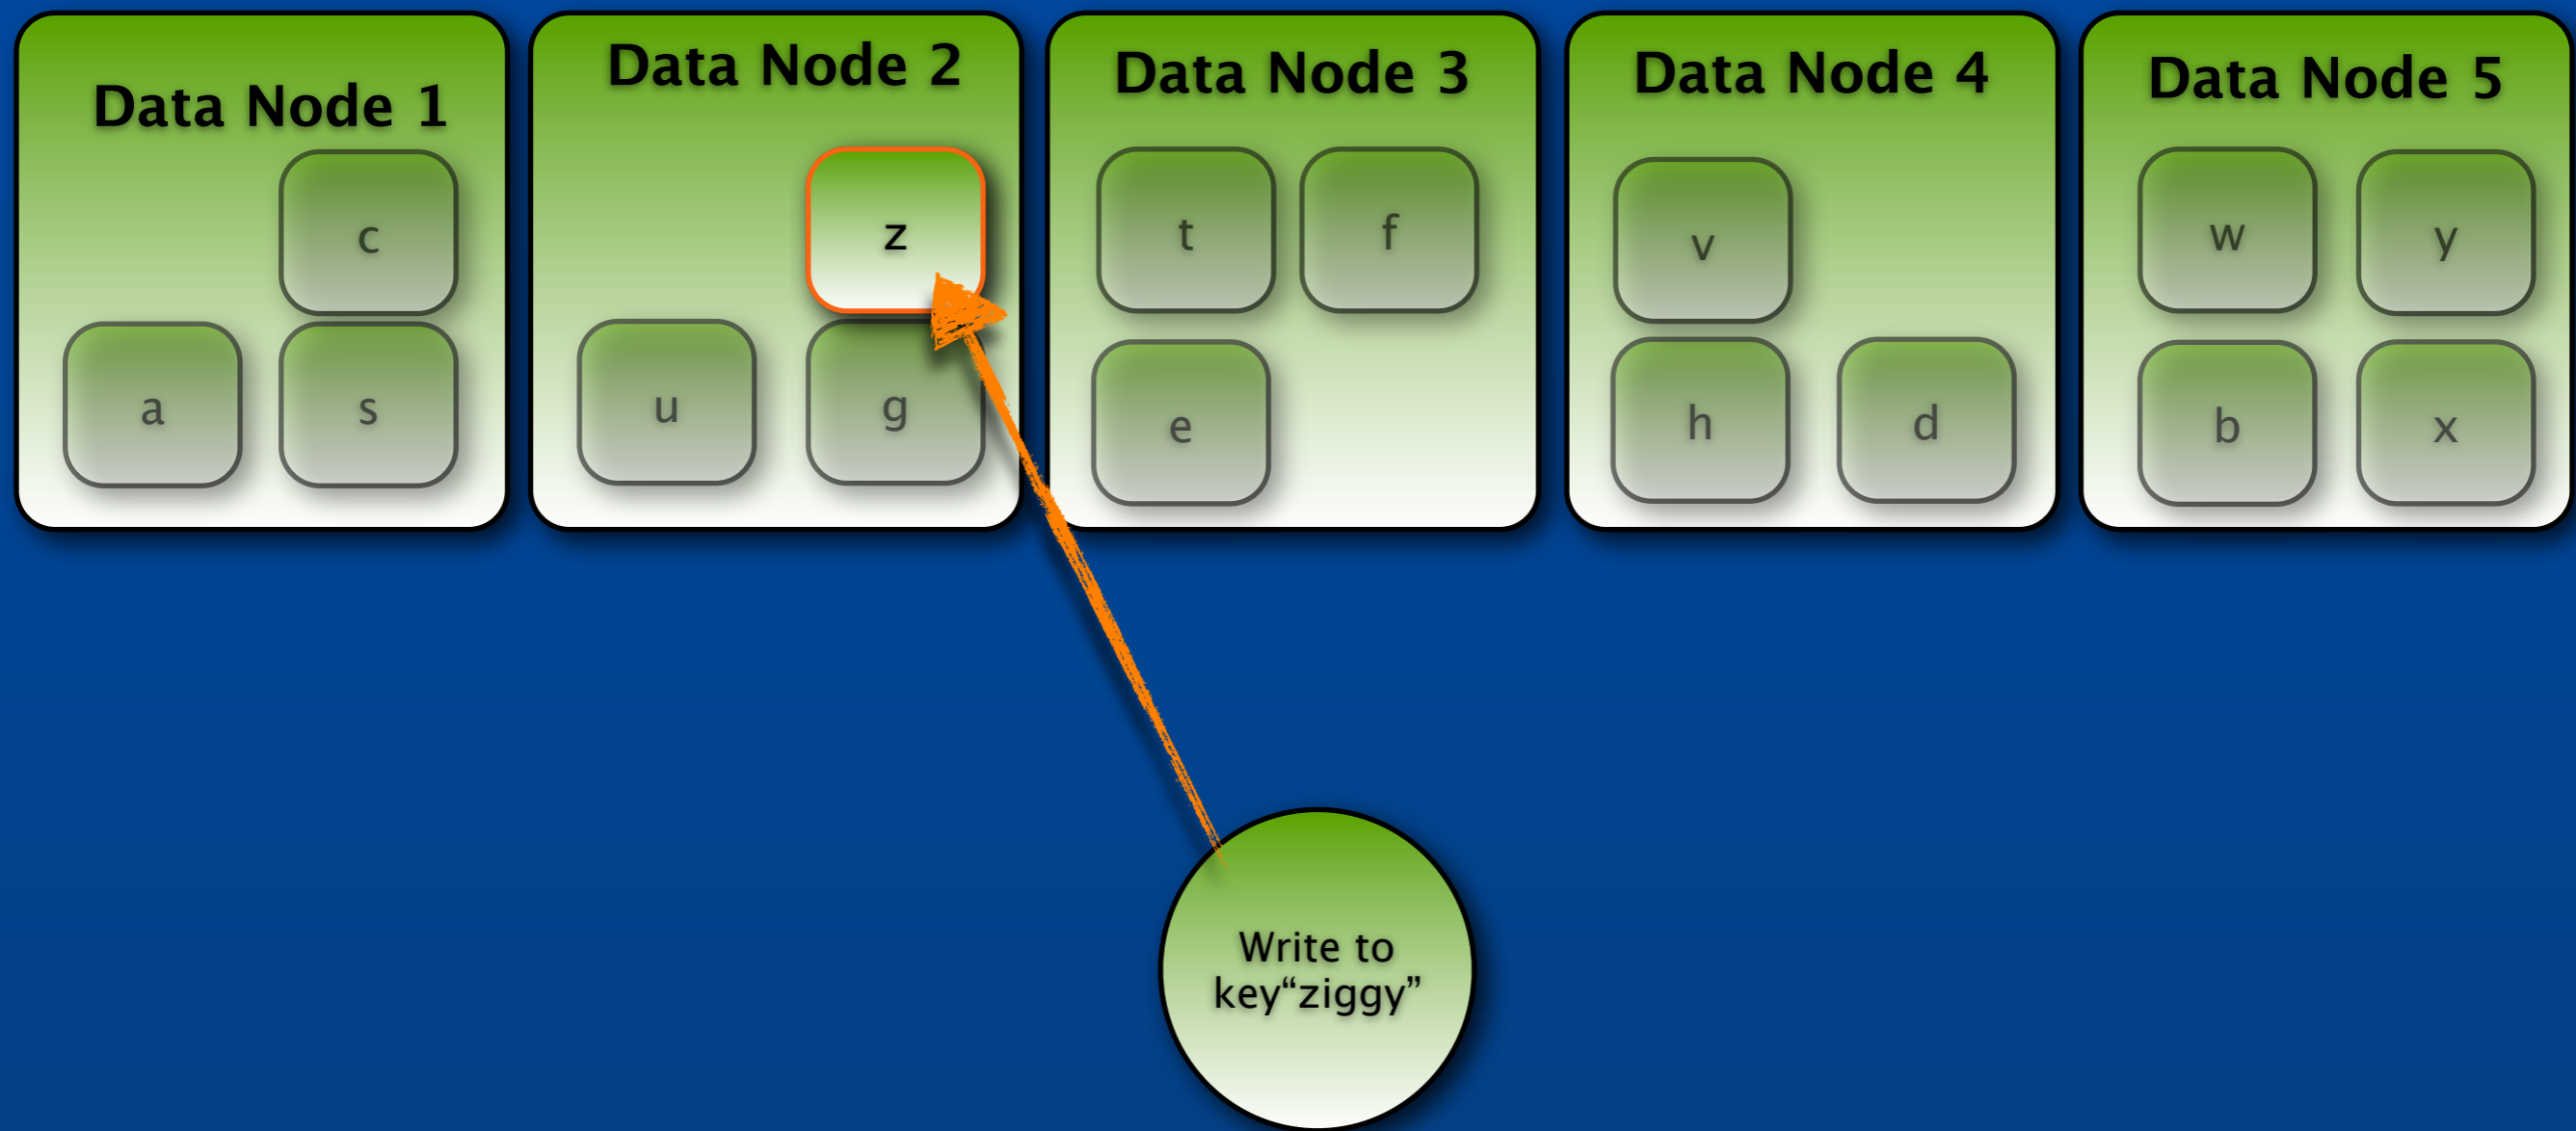 Data Node 1
c
a
s
Data Node 2
z
u
g
Data Node 3
t
f
e
Data Node 4
v
h
d
Data Node 5
w
y
b
x
Write to
key“ziggy”